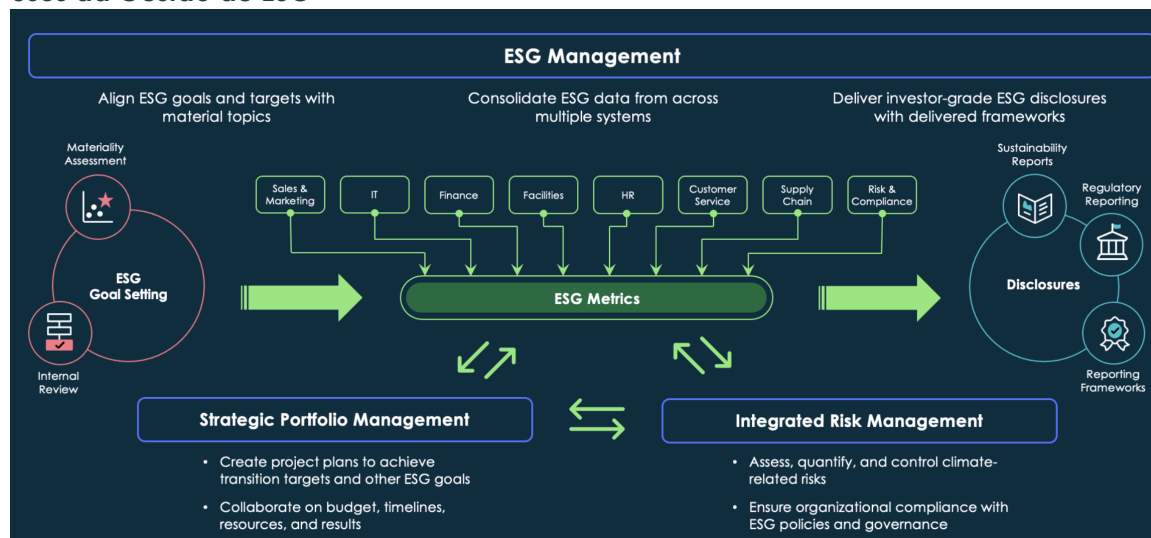 ESG Management
Align ESG goals and targets with
material topics
Consolidate ESG data from across
multiple systems
Deliver investor-grade ESG disclosures
with delivered frameworks
Materiality
Assessment
ESG
Goal Setting
Internal
Review
Sales &
Marketing
IT
Finance
Facilities
HR
Customer
Service
Supply
Chain
Risk &
Compliance
ESG Metrics
Sustainability
Reports
Regulatory
Reporting
Disclosures
Reporting
Frameworks
Strategic Portfolio Management
• Create project plans to achieve
transition targets and other ESG goals
• Collaborate on budget, timelines,
resources, and results
Integrated Risk Management
• Assess, quantify, and control climate-
related risks
• Ensure organizational compliance with
ESG policies and governance